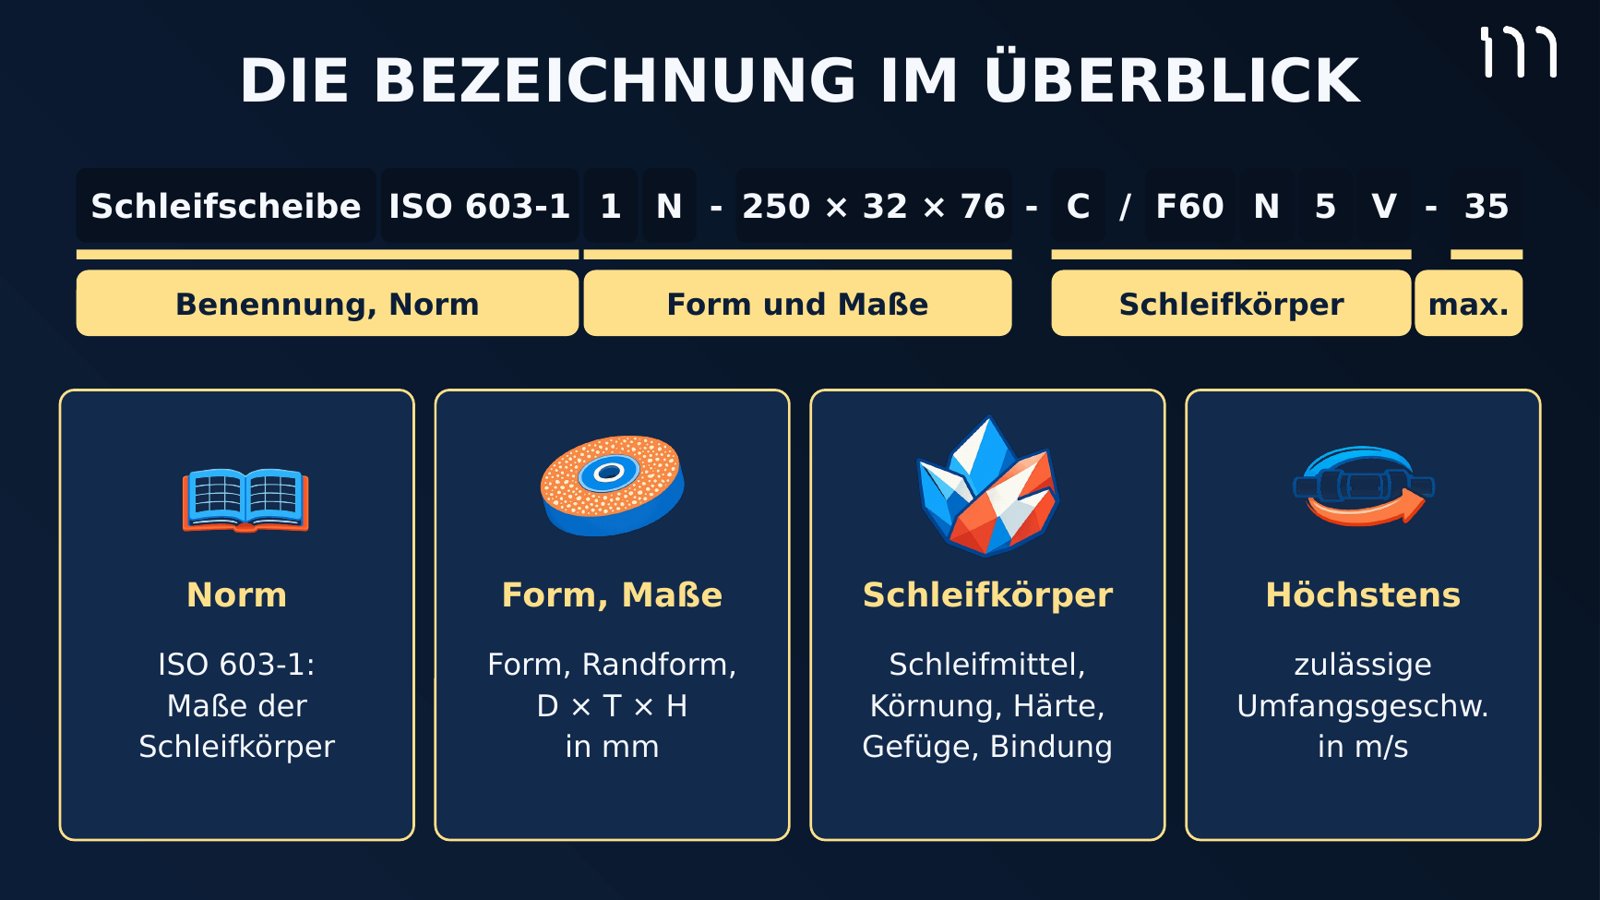 DIE BEZEICHNUNG IM ÜBERBLICK
Schleifscheibe ISO 603-1 1 N - 250 × 32 × 76 - C / F60 N 5 V - 35
Benennung, Norm
Form und Maße
Schleifkörper
max.
Norm
ISO 603-1:
Maße der
Schleifkörper
Form, Maße
Form, Randform,
D × T × H
in mm
Schleifkörper
Schleifmittel,
Körnung, Härte,
Gefüge, Bindung
Höchstens
zulässige
Umfangsgeschw.
in m/s